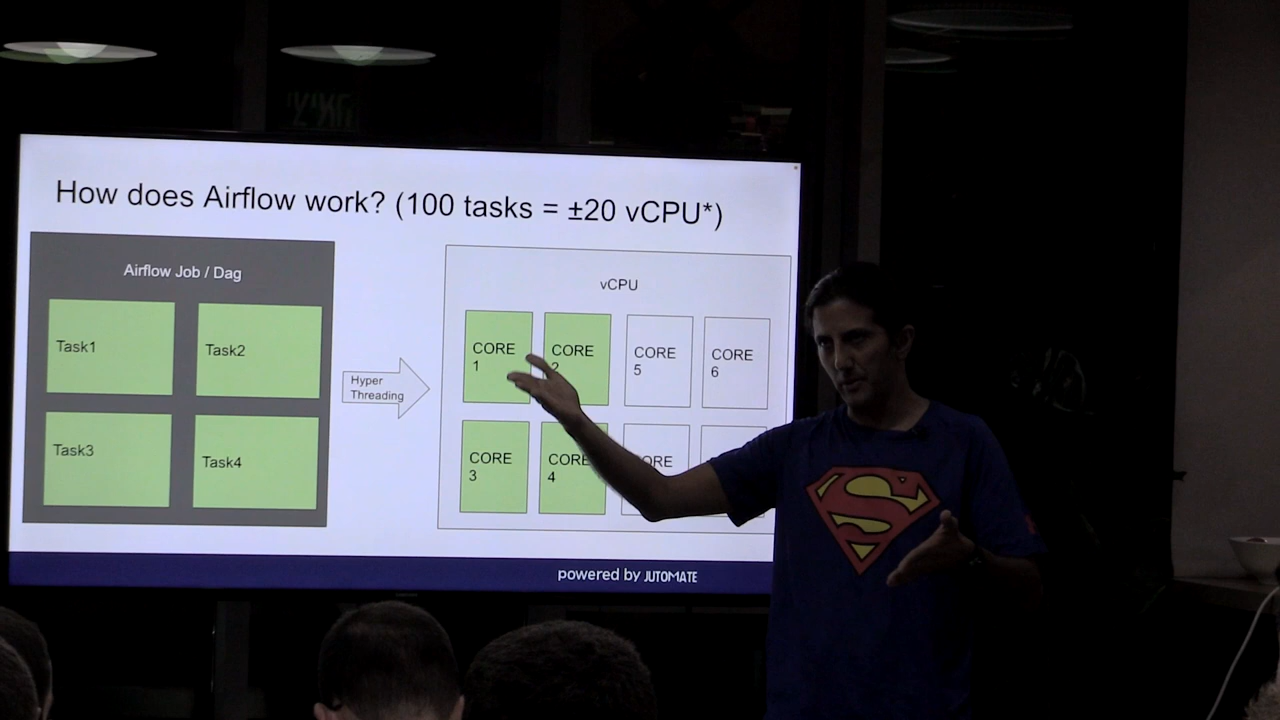 How does Airflow work? (100 tasks = ±20 vCPU*)
Airflow Job / Dag
Task1
Task2
Task3
Task4
Hyper
Threading
vCPU
CORE
1
CORE
2
CORE
5
CORE
6
CORE
3
CORE
4
powered by JUTOMATE